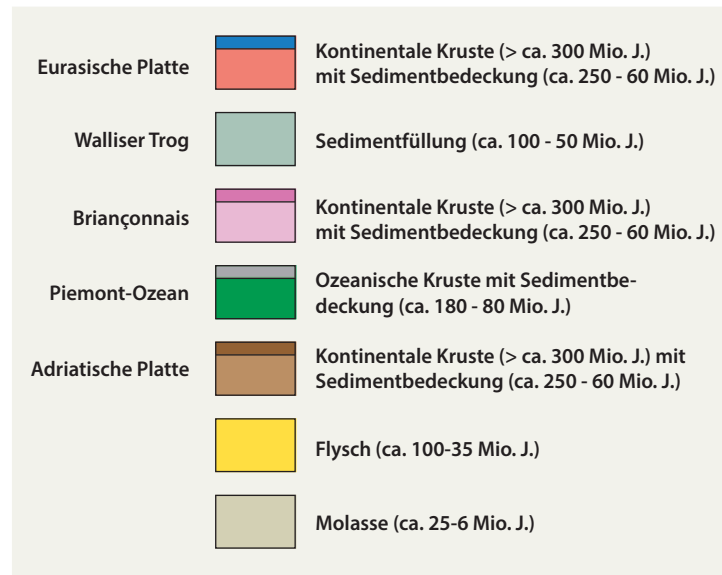 Eurasische Platte
Kontinentale Kruste (> ca. 300 Mio. J.)
mit Sedimentbedeckung (ca. 250 - 60 Mio. J.)
Walliser Trog
Sedimentfüllung (ca. 100 - 50 Mio. J.)
Briançonnais
Kontinentale Kruste (> ca. 300 Mio. J.)
mit Sedimentbedeckung (ca. 250 - 60 Mio. J.)
Piemont-Ozean
Ozeanische Kruste mit Sedimentbe-
deckung (ca. 180 - 80 Mio. J.)
Adriatische Platte
Kontinentale Kruste (> ca. 300 Mio. J.) mit
Sedimentbedeckung (ca. 250 - 60 Mio. J.)
Flysch (ca. 100-35 Mio. J.)
Molasse (ca. 25-6 Mio. J.)